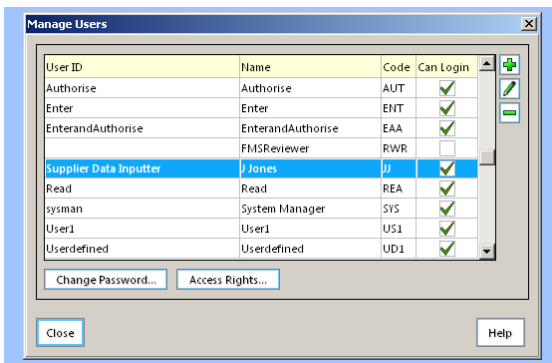 Manage Users
User ID Name Code Can Login
Authorise Authorise AUT
Enter Enter ENT
EnterandAuthorise EnterandAuthorise EAA
FMSReviewer RWR
Supplier Data Inputter J Jones JJ
Read Read REA
sysman System Manager SYS
User1 User1 US1
Userdefined Userdefined UD1
Change Password... Access Rights...
Close Help